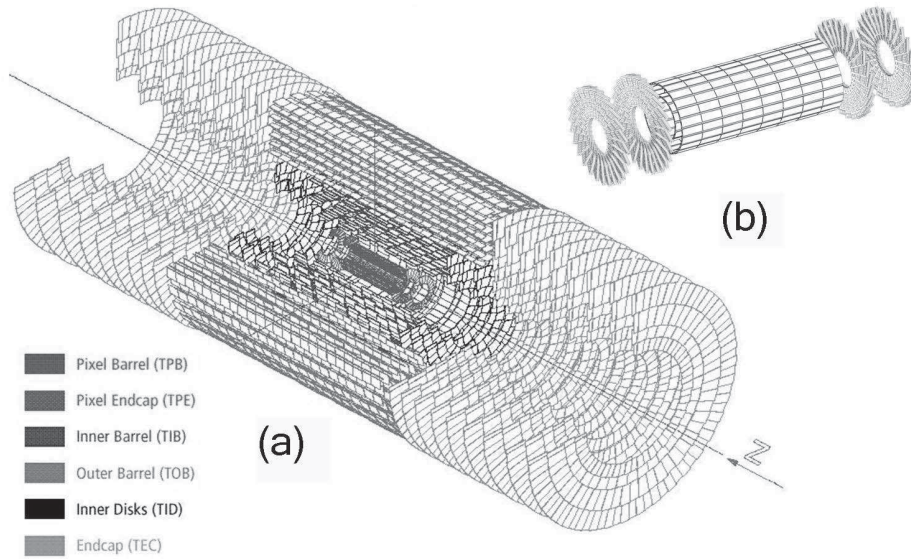 (b)
Pixel Barrel (TPB)
Pixel Endcap (TPE)
Inner Barrel (TIB)
Outer Barrel (TOB)
Inner Disks (TID)
Endcap (TEC)
(a)
Z